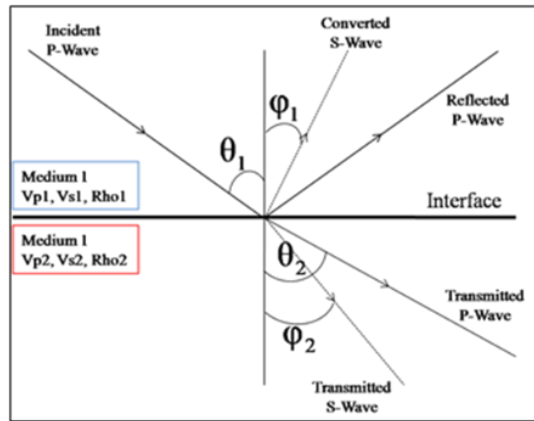 Incident
P-Wave
Converted
S-Wave
φ1
Reflected
P-Wave
θ1
Medium 1
Vp1, Vs1, Rho1
Interface
Medium 1
Vp2, Vs2, Rho2
θ2
Transmitted
P-Wave
φ2
Transmitted
S-Wave